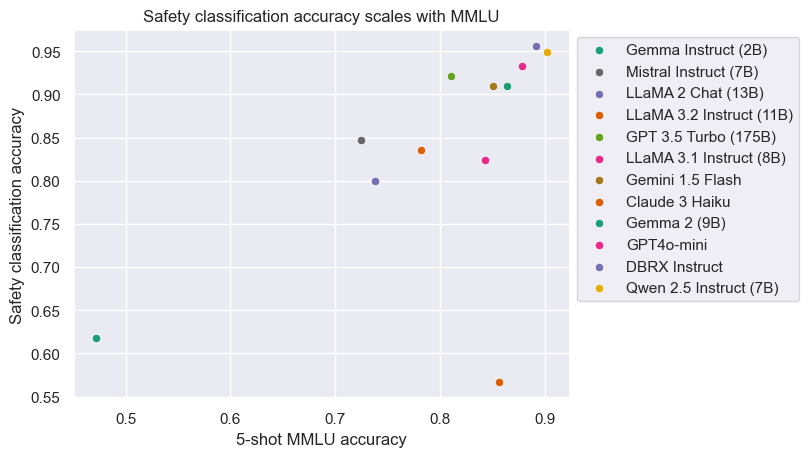 Safety classification accuracy scales with MMLU
Safety classification accuracy
0.95
0.90
0.85
0.80
0.75
0.70
0.65
0.60
0.55
0.5
0.6
0.7
0.8
0.9
5-shot MMLU accuracy
Gemma Instruct (2B)
Mistral Instruct (7B)
LLaMA 2 Chat (13B)
LLaMA 3.2 Instruct (11B)
GPT 3.5 Turbo (175B)
LLaMA 3.1 Instruct (8B)
Gemini 1.5 Flash
Claude 3 Haiku
Gemma 2 (9B)
GPT4o-mini
DBRX Instruct
Qwen 2.5 Instruct (7B)